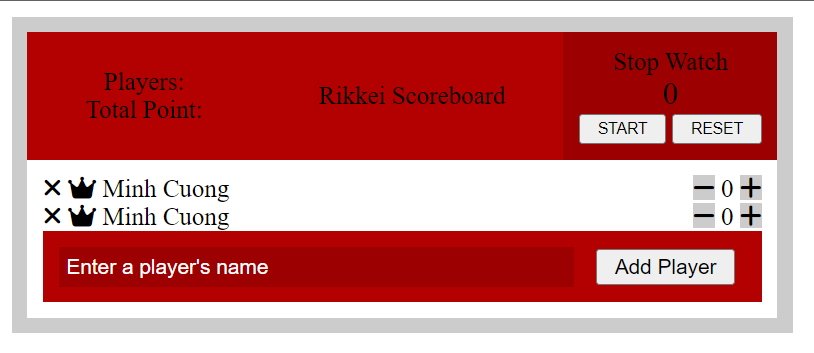 Players:
Total Point:
Rikkei Scoreboard
Stop Watch
0
START RESET
Minh Cuong 0
Minh Cuong 0
Enter a player's name Add Player